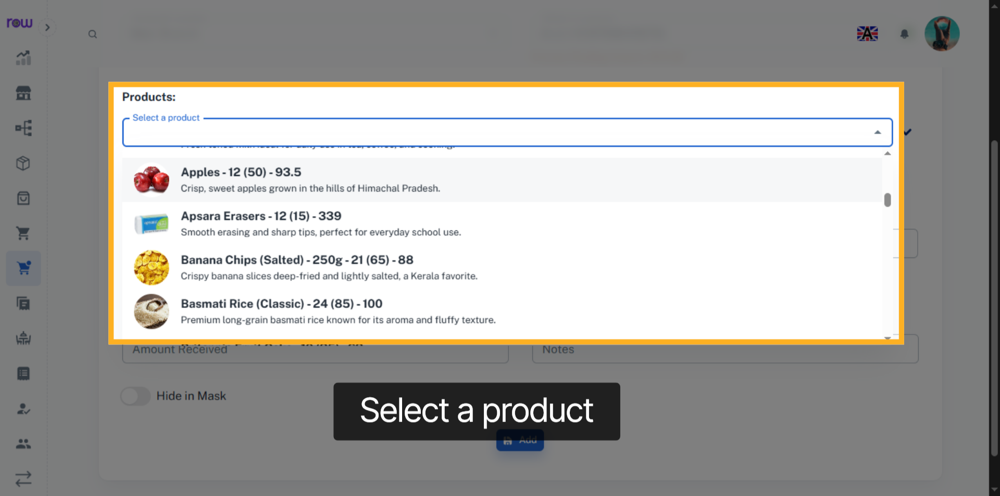 row
Products:
Select a product
Apples - 12 (50) - 93.5
Crisp, sweet apples grown in the hills of Himachal Pradesh.
Apsara Erasers - 12 (15) - 339
Smooth erasing and sharp tips, perfect for everyday school use.
Banana Chips (Salted) - 250g - 21 (65) - 88
Crispy banana slices deep-fried and lightly salted, a Kerala favorite.
Basmati Rice (Classic) - 24 (85) - 100
Premium long-grain basmati rice known for its aroma and fluffy texture.
Amount Received
Notes
Hide in Mask
Select a product
Add